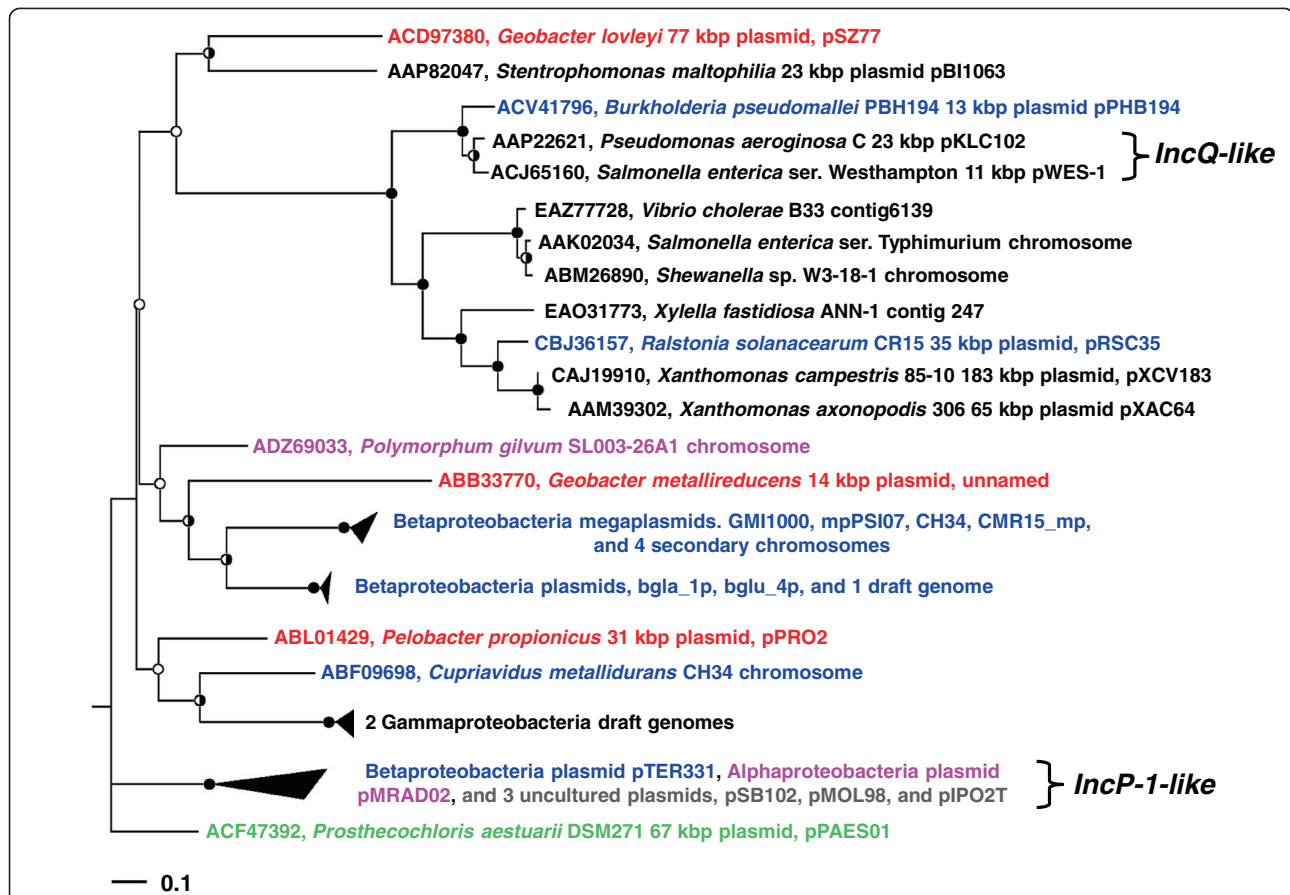 ACD97380, Geobacter lovleyi 77 kbp plasmid, pSZ77
AAP82047, Stentrophomonas maltophilia 23 kbp plasmid pBI1063
ACV41796, Burkholderia pseudomallei PBH194 13 kbp plasmid pPHB194
AAP22621, Pseudomonas aeroginosa C 23 kbp pKLC102
ACJ65160, Salmonella enterica ser. Westhampton 11 kbp pWES-1
IncQ-like
EAZ77728, Vibrio cholerae B33 contig6139
AAK02034, Salmonella enterica ser. Typhimurium chromosome
ABM26890, Shewanella sp. W3-18-1 chromosome
EAO31773, Xylella fastidiosa ANN-1 contig 247
CBJ36157, Ralstonia solanacearum CR15 35 kbp plasmid, pRSC35
CAJ19910, Xanthomonas campestris 85-10 183 kbp plasmid, pXCV183
AAM39302, Xanthomonas axonopodis 306 65 kbp plasmid pXAC64
ADZ69033, Polymorphum gilvum SL003-26A1 chromosome
ABB33770, Geobacter metallireducens 14 kbp plasmid, unnamed
Betaproteobacteria megaplasmids. GMI1000, mpPSI07, CH34, CMR15_mp,
and 4 secondary chromosomes
Betaproteobacteria plasmids, bgla_1p, bglu_4p, and 1 draft genome
ABL01429, Pelobacter propionicus 31 kbp plasmid, pPRO2
ABF09698, Cupriavidus metallidurans CH34 chromosome
2 Gammaproteobacteria draft genomes
Betaproteobacteria plasmid pTER331, Alphaproteobacteria plasmid
pMRAD02, and 3 uncultured plasmids, pSB102, pMOL98, and pIPO2T
IncP-1-like
ACF47392, Prosthecochloris aestuarii DSM271 67 kbp plasmid, pPAES01
0.1